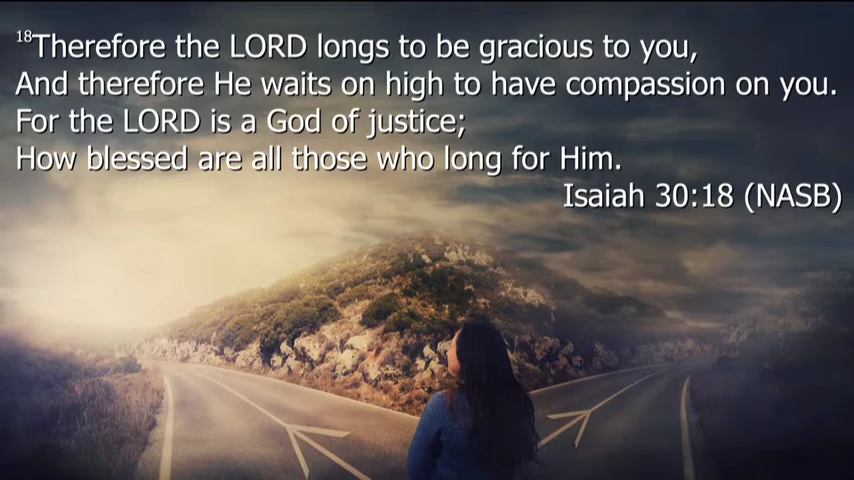 18Therefore the LORD longs to be gracious to you,
And therefore He waits on high to have compassion on you.
For the LORD is a God of justice;
How blessed are all those who long for Him.
Isaiah 30:18 (NASB)